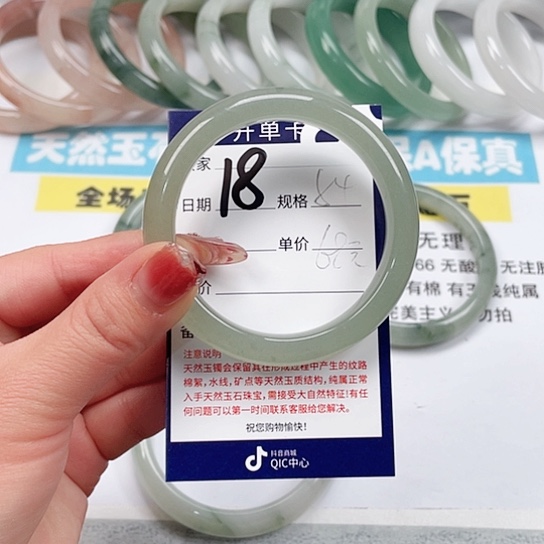 开单卡
天然玉石
保A保真
全场
家
日期 18 规格 54
单价
价
无理
66 无酸 无注胶
有棉 有 纯属
完美主义 勿拍
备
注意说明
天然玉镯会保留其在形成过程中产生的纹路
棉絮,水线,矿点等天然玉质结构,纯属正常
入手天然玉石珠宝,需接受大自然特征!有任
何问题可以第一时间联系客服给您解决。
祝您购物愉快!
抖音商城
QIC中心